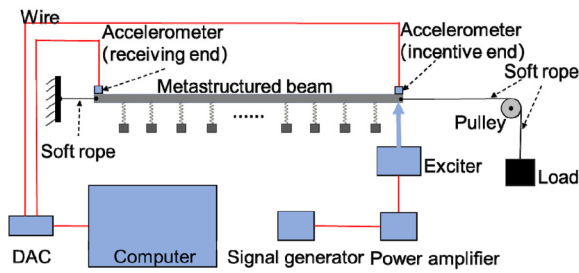 Wire
Accelerometer
(receiving end)
Accelerometer
(incentive end)
Metastructured beam
Soft rope
Soft rope
Pulley
Exciter
Load
DAC
Computer
Signal generator
Power amplifier